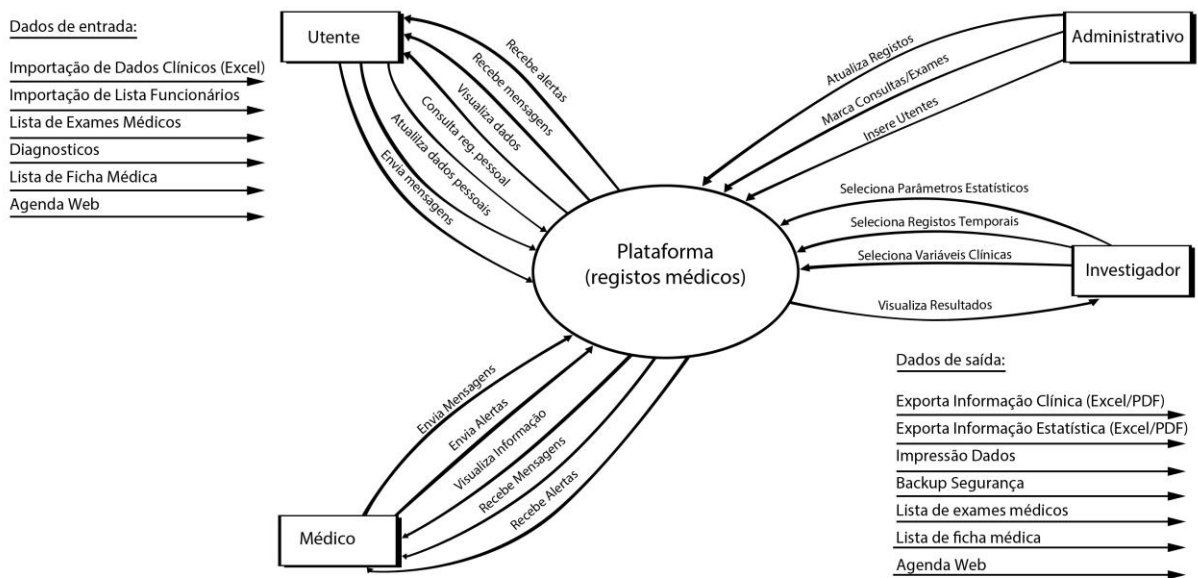 Dados de entrada:
Importação de Dados Clínicos (Excel)
Importação de Lista Funcionários
Lista de Exames Médicos
Diagnosticos
Lista de Ficha Médica
Agenda Web
Utente
Recebe alertas
Recebe mensagens
Visualiza dados
Consulta reg. pessoal
Atualiliza dados pessoais
Envia mensagens
Administrativo
Atualiza Registos
Marca Consultas/Exames
Insere Utentes
Seleciona Parâmetros Estatísticos
Seleciona Registos Temporais
Seleciona Variáveis Clínicas
Visualiza Resultados
Investigador
Plataforma
(registos médicos)
Envia Mensagens
Envia Alertas
Visualiza Informação
Recebe Mensagens
Recebe Alertas
Médico
Dados de saída:
Exporta Informação Clínica (Excel/PDF)
Exporta Informação Estatística (Excel/PDF)
Impressão Dados
Backup Segurança
Lista de exames médicos
Lista de ficha médica
Agenda Web